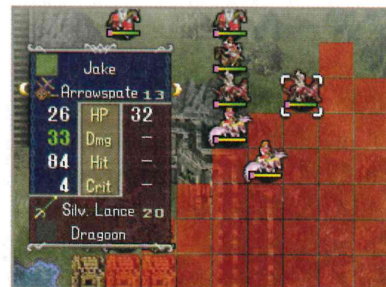 Jake
Arrowspate 13
26 HP 32
33 Dmg –
84 Hit –
4 Crit –
Silv. Lance 20
Dragoon